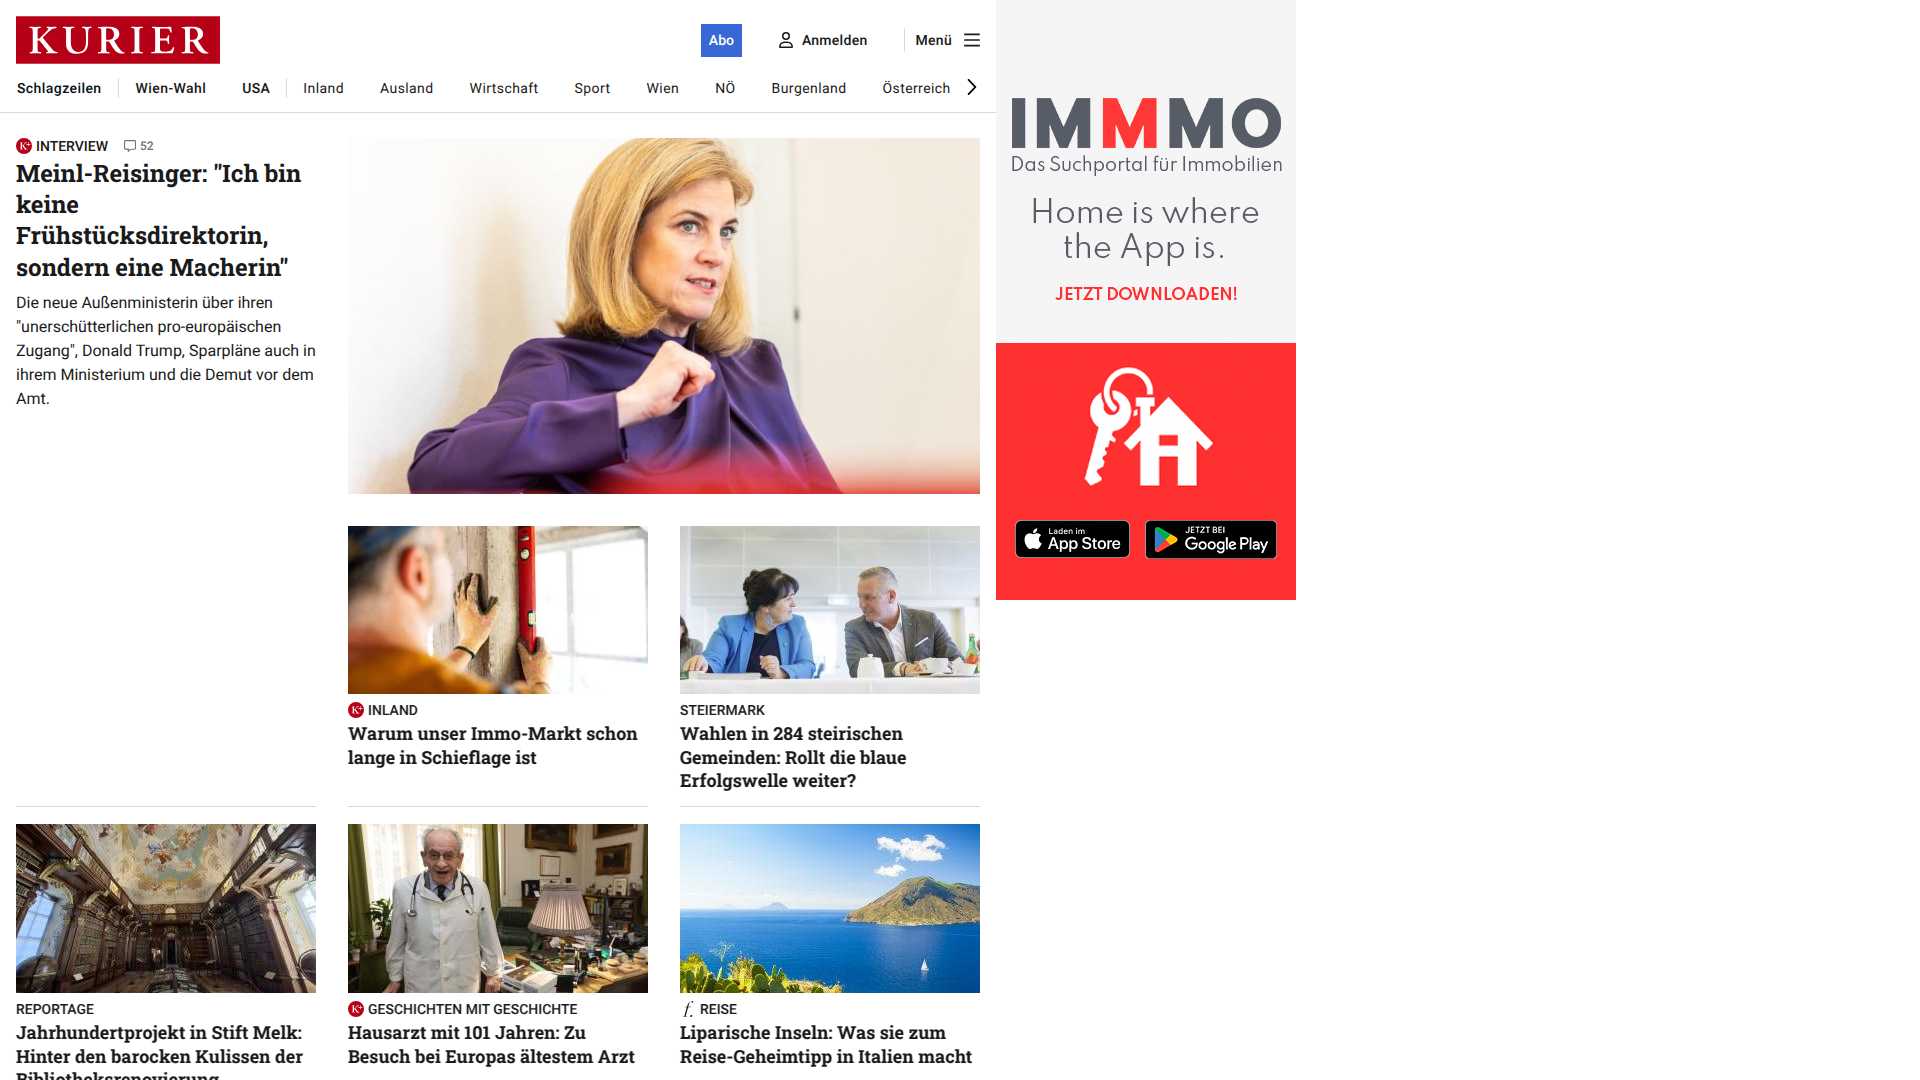 KURIER
Abo
Anmelden
Menü
Schlagzeilen
Wien-Wahl
USA
Inland
Ausland
Wirtschaft
Sport
Wien
NÖ
Burgenland
Österreich
INTERVIEW
52
Meinl-Reisinger: "Ich bin
keine
Frühstücksdirektorin,
sondern eine Macherin"
Die neue Außenministerin über ihren
"unerschütterlichen pro-europäischen
Zugang", Donald Trump, Sparpläne auch in
ihrem Ministerium und die Demut vor dem
Amt.
INLAND
Warum unser Immo-Markt schon
lange in Schieflage ist
STEIERMARK
Wahlen in 284 steirischen
Gemeinden: Rollt die blaue
Erfolgswelle weiter?
REPORTAGE
Jahrhundertprojekt in Stift Melk:
Hinter den barocken Kulissen der
Bibliotheksrenovierung
GESCHICHTEN MIT GESCHICHTE
Hausarzt mit 101 Jahren: Zu
Besuch bei Europas ältestem Arzt
f. REISE
Liparische Inseln: Was sie zum
Reise-Geheimtipp in Italien macht
IMMMO
Das Suchportal für Immobilien
Home is where
the App is.
JETZT DOWNLOADEN!
Laden im
App Store
JETZT BEI
Google Play